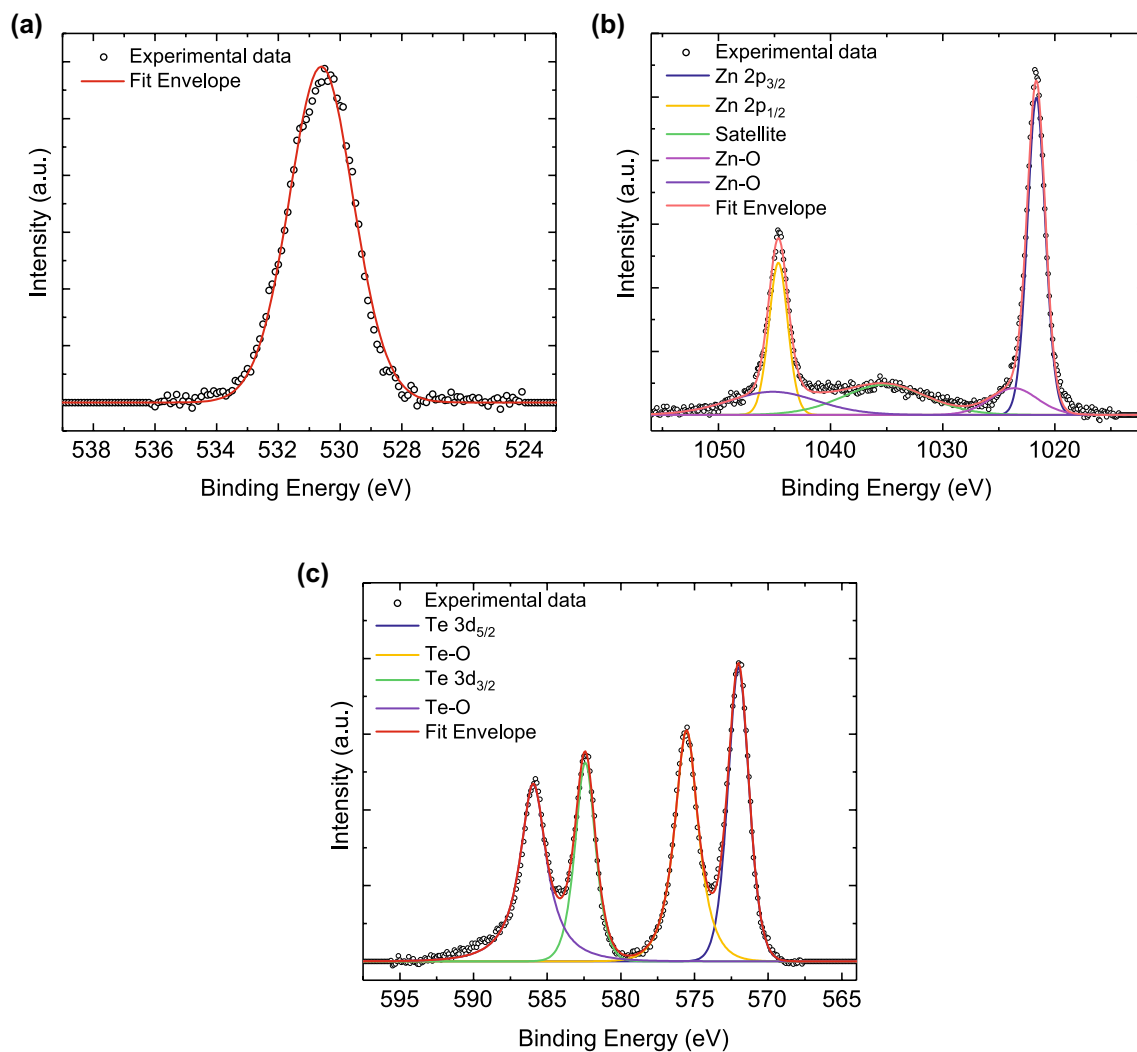 (a)
Experimental data
Fit Envelope
Intensity (a.u.)
538 536 534 532 530 528 526 524
Binding Energy (eV)
(b)
Experimental data
Zn 2p3/2
Zn 2p1/2
Satellite
Zn-O
Zn-O
Fit Envelope
Intensity (a.u.)
1050 1040 1030 1020
Binding Energy (eV)
(c)
Experimental data
Te 3d5/2
Te-O
Te 3d3/2
Te-O
Fit Envelope
Intensity (a.u.)
595 590 585 580 575 570 565
Binding Energy (eV)